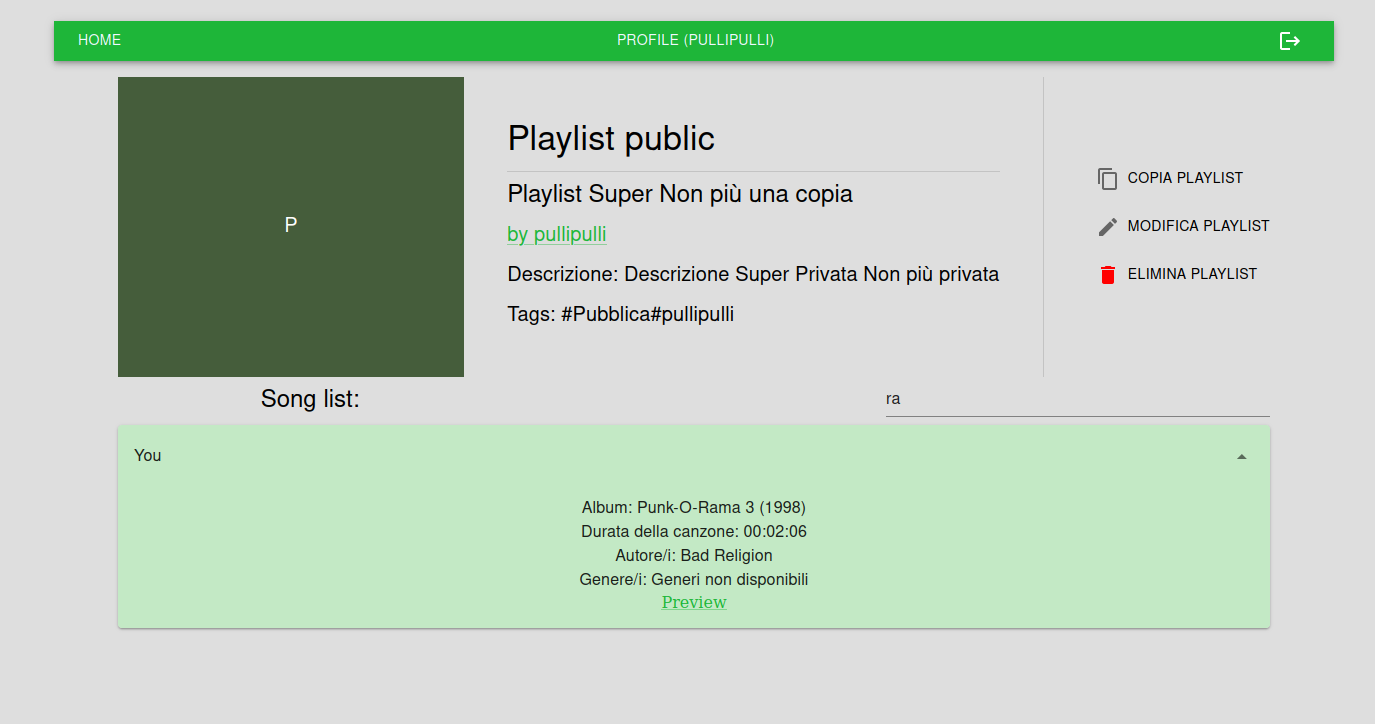 HOME
PROFILE (PULLIPULLI)
P
Playlist public
Playlist Super Non più una copia
by pullipulli
Descrizione: Descrizione Super Privata Non più privata
Tags: #Pubblica#pullipulli
COPIA PLAYLIST
MODIFICA PLAYLIST
ELIMINA PLAYLIST
Song list:
ra
You
Album: Punk-O-Rama 3 (1998)
Durata della canzone: 00:02:06
Autore/i: Bad Religion
Genere/i: Generi non disponibili
Preview